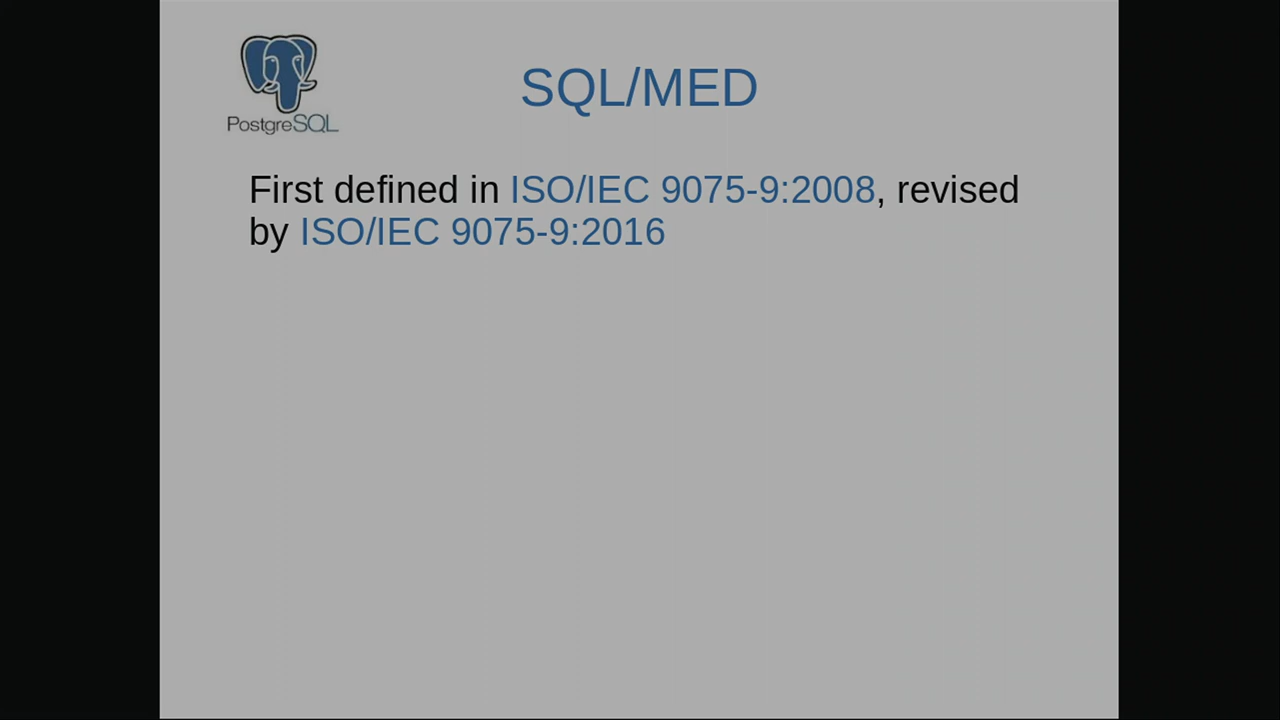 PostgreSQL
SQL/MED
First defined in ISO/IEC 9075-9:2008, revised
by ISO/IEC 9075-9:2016